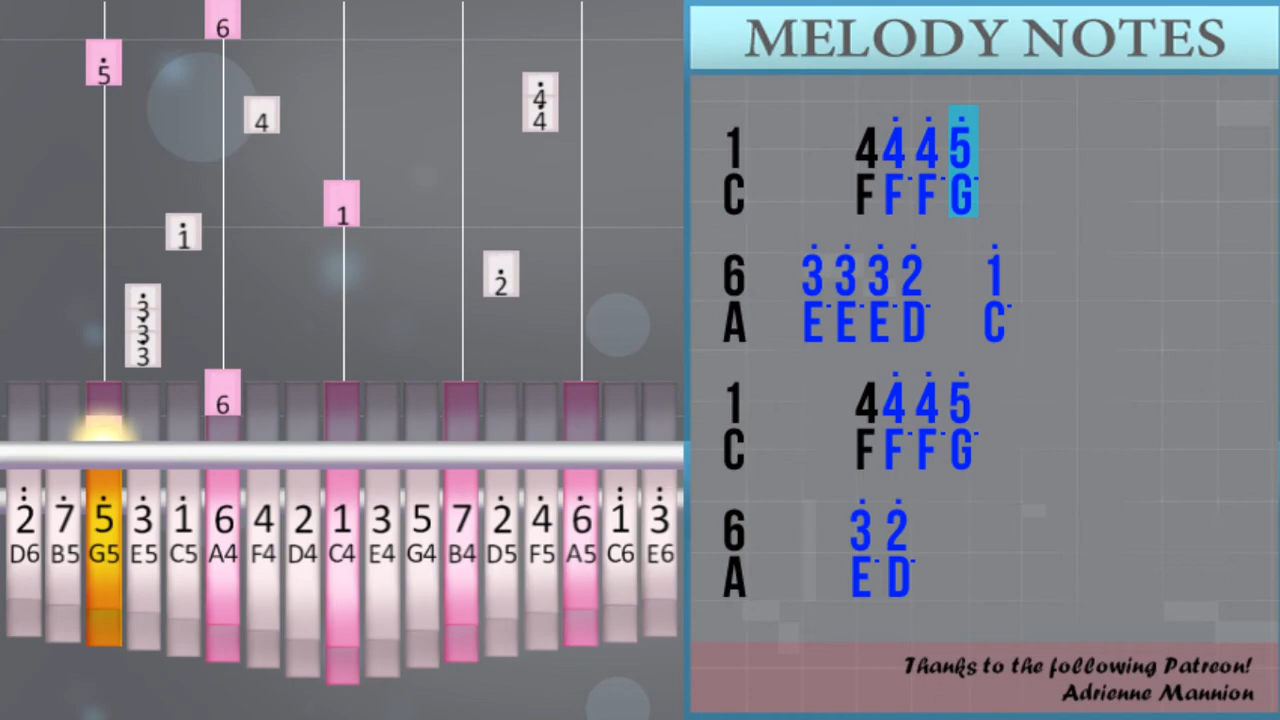 6
5̇
4
4̇
4
1
1̇
2̇
3̇
3̇
3
6
2̈ 7̇ 5̇ 3̇ 1̇ 6 4 2 1 3 5 7 2̇ 4̇ 6̇ 1̈ 3̈
D6 B5 G5 E5 C5 A4 F4 D4 C4 E4 G4 B4 D5 F5 A5 C6 E6
MELODY NOTES
1 4 4̇ 4̇ 5̇
C F F· F· G·
6 3̇ 3̇ 3̇ 2̇ 1̇
A E· E· E· D· C·
1 4 4̇ 4̇ 5̇
C F F· F· G·
6 3̇ 2̇
A E· D·
Thanks to the following Patreon!
Adrienne Mannion